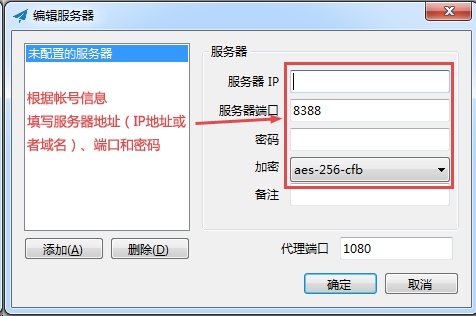 编辑服务器
未配置的服务器
根据帐号信息
填写服务器地址（IP地址或
者域名）、端口和密码
添加(A)
删除(D)
服务器
服务器 IP
服务器端口
8388
密码
加密
aes-256-cfb
备注
代理端口
1080
确定
取消